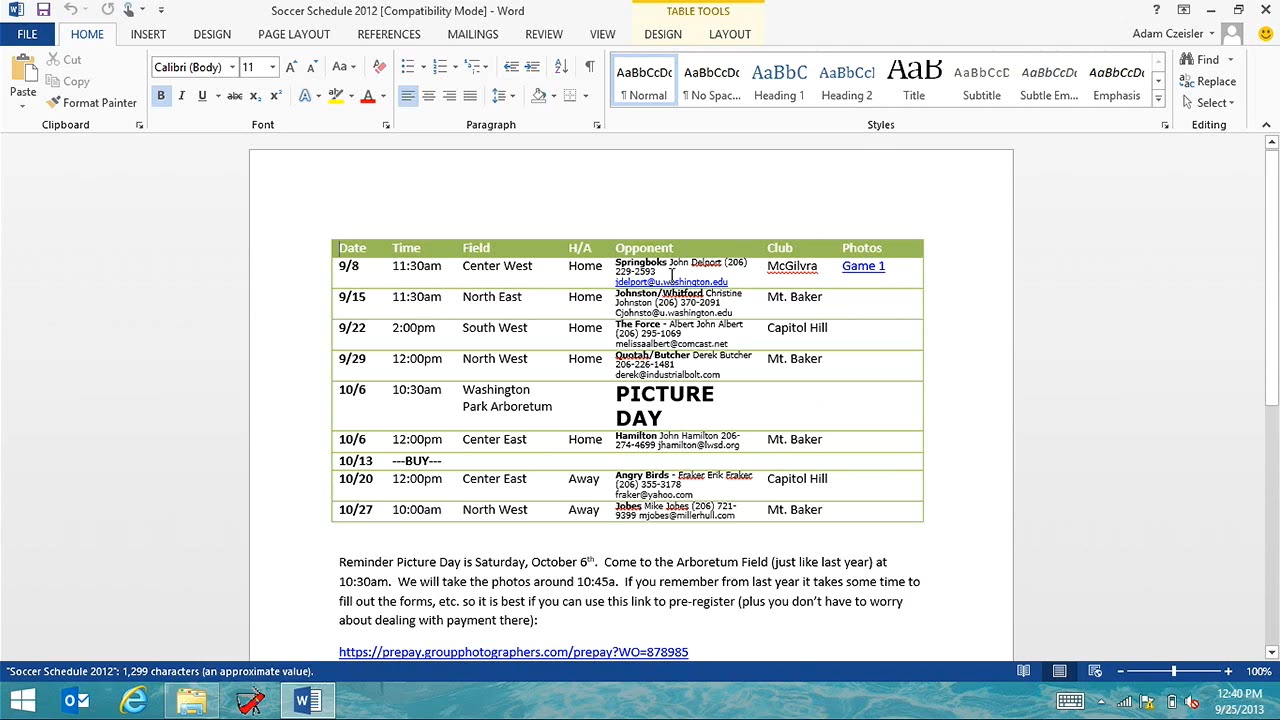 Soccer Schedule 2012 [Compatibility Mode] - Word
TABLE TOOLS
FILE HOME INSERT DESIGN PAGE LAYOUT REFERENCES MAILINGS REVIEW VIEW DESIGN LAYOUT
Adam Czeisler
Paste
Cut
Copy
Format Painter
Clipboard
Calibri (Body) 11
Font
Paragraph
AaBbCcDc AaBbCcDc AaBbC AaBbCc AaB AaBbCcD AaBbCcDc AaBbCcDc
¶ Normal ¶ No Spac... Heading 1 Heading 2 Title Subtitle Subtle Em... Emphasis
Styles
Find
Replace
Select
Editing
Date Time Field H/A Opponent Club Photos
9/8 11:30am Center West Home Springboks John Delport (206)
229-2593
jdelport@u.washington.edu
McGilvra Game 1
9/15 11:30am North East Home Johnston/Whitford Christine
Johnston (206) 370-2091
Cjohnsto@u.washington.edu
Mt. Baker
9/22 2:00pm South West Home The Force - Albert John Albert
(206) 295-1069
melissaalbert@comcast.net
Capitol Hill
9/29 12:00pm North West Home Quotah/Butcher Derek Butcher
206-226-1481
derek@industrialbolt.com
Mt. Baker
10/6 10:30am Washington
Park Arboretum
PICTURE
DAY
10/6 12:00pm Center East Home Hamilton John Hamilton 206-
274-4699 jhamilton@lwsd.org
Mt. Baker
10/13 ---BUY---
10/20 12:00pm Center East Away Angry Birds - Fraker Erik Fraker
(206) 355-3178
fraker@yahoo.com
Capitol Hill
10/27 10:00am North West Away Jobes Mike Jobes (206) 721-
9399 mjobes@millerhull.com
Mt. Baker
Reminder Picture Day is Saturday, October 6th. Come to the Arboretum Field (just like last year) at
10:30am. We will take the photos around 10:45a. If you remember from last year it takes some time to
fill out the forms, etc. so it is best if you can use this link to pre-register (plus you don't have to worry
about dealing with payment there):
https://prepay.groupphotographers.com/prepay?WO=878985
"Soccer Schedule 2012": 1,299 characters (an approximate value).
100%
12:40 PM
9/25/2013